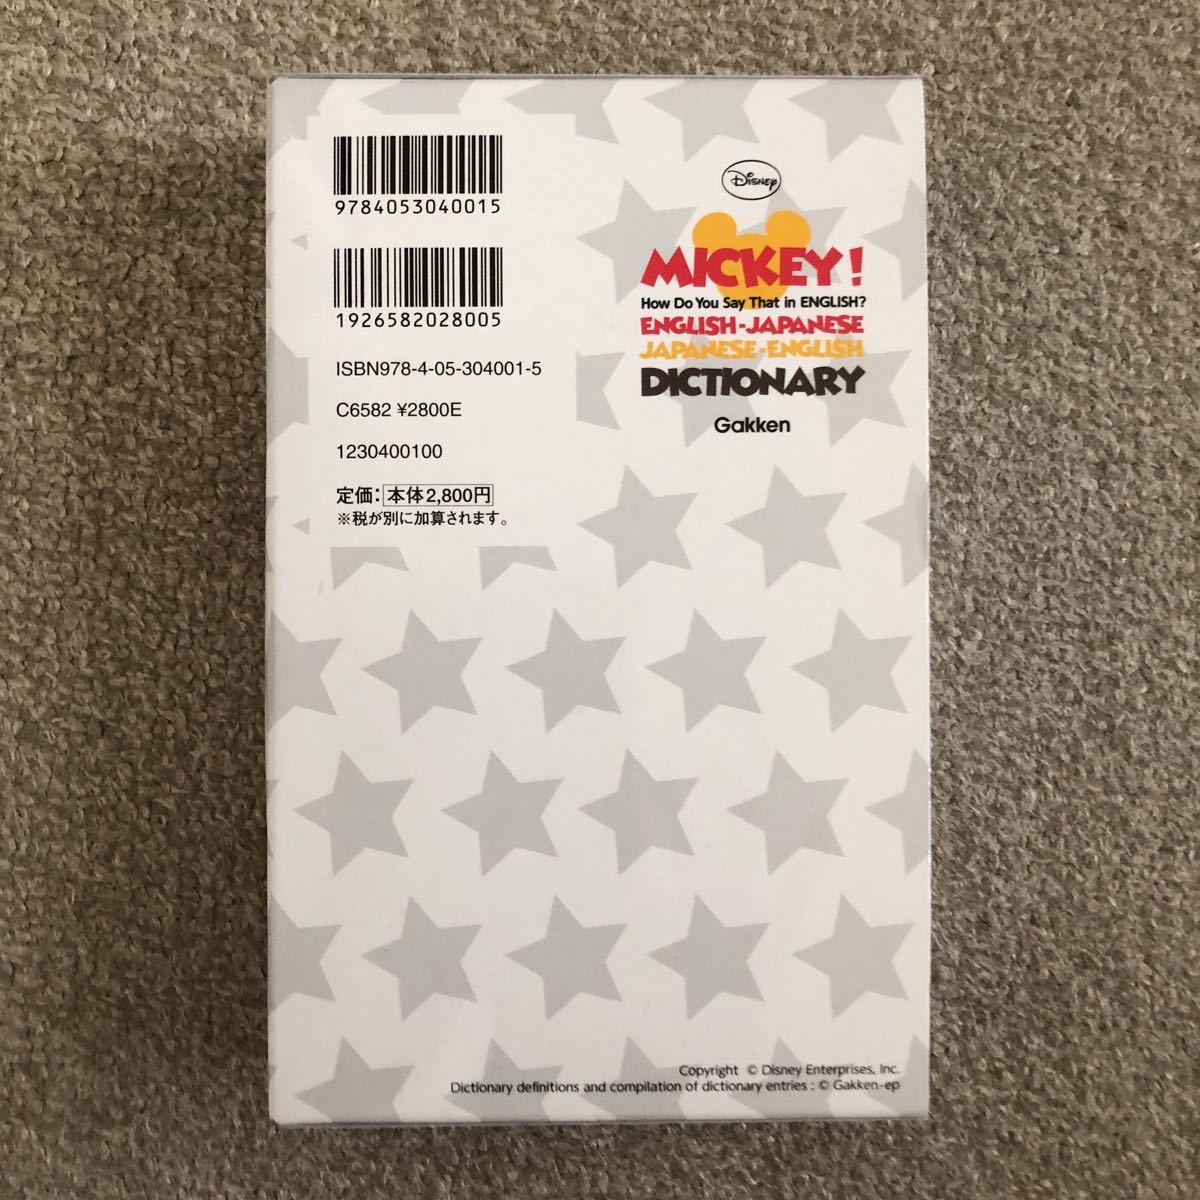 9784053040015
1926582028005
ISBN978-4-05-304001-5
C6582 ¥2800E
1230400100
定価：本体2,800円
※税が別に加算されます。
Disney
MICKEY!
How Do You Say That in ENGLISH?
ENGLISH-JAPANESE
JAPANESE-ENGLISH
DICTIONARY
Gakken
Copyright © Disney Enterprises, Inc.
Dictionary definitions and compilation of dictionary entries : © Gakken-ep